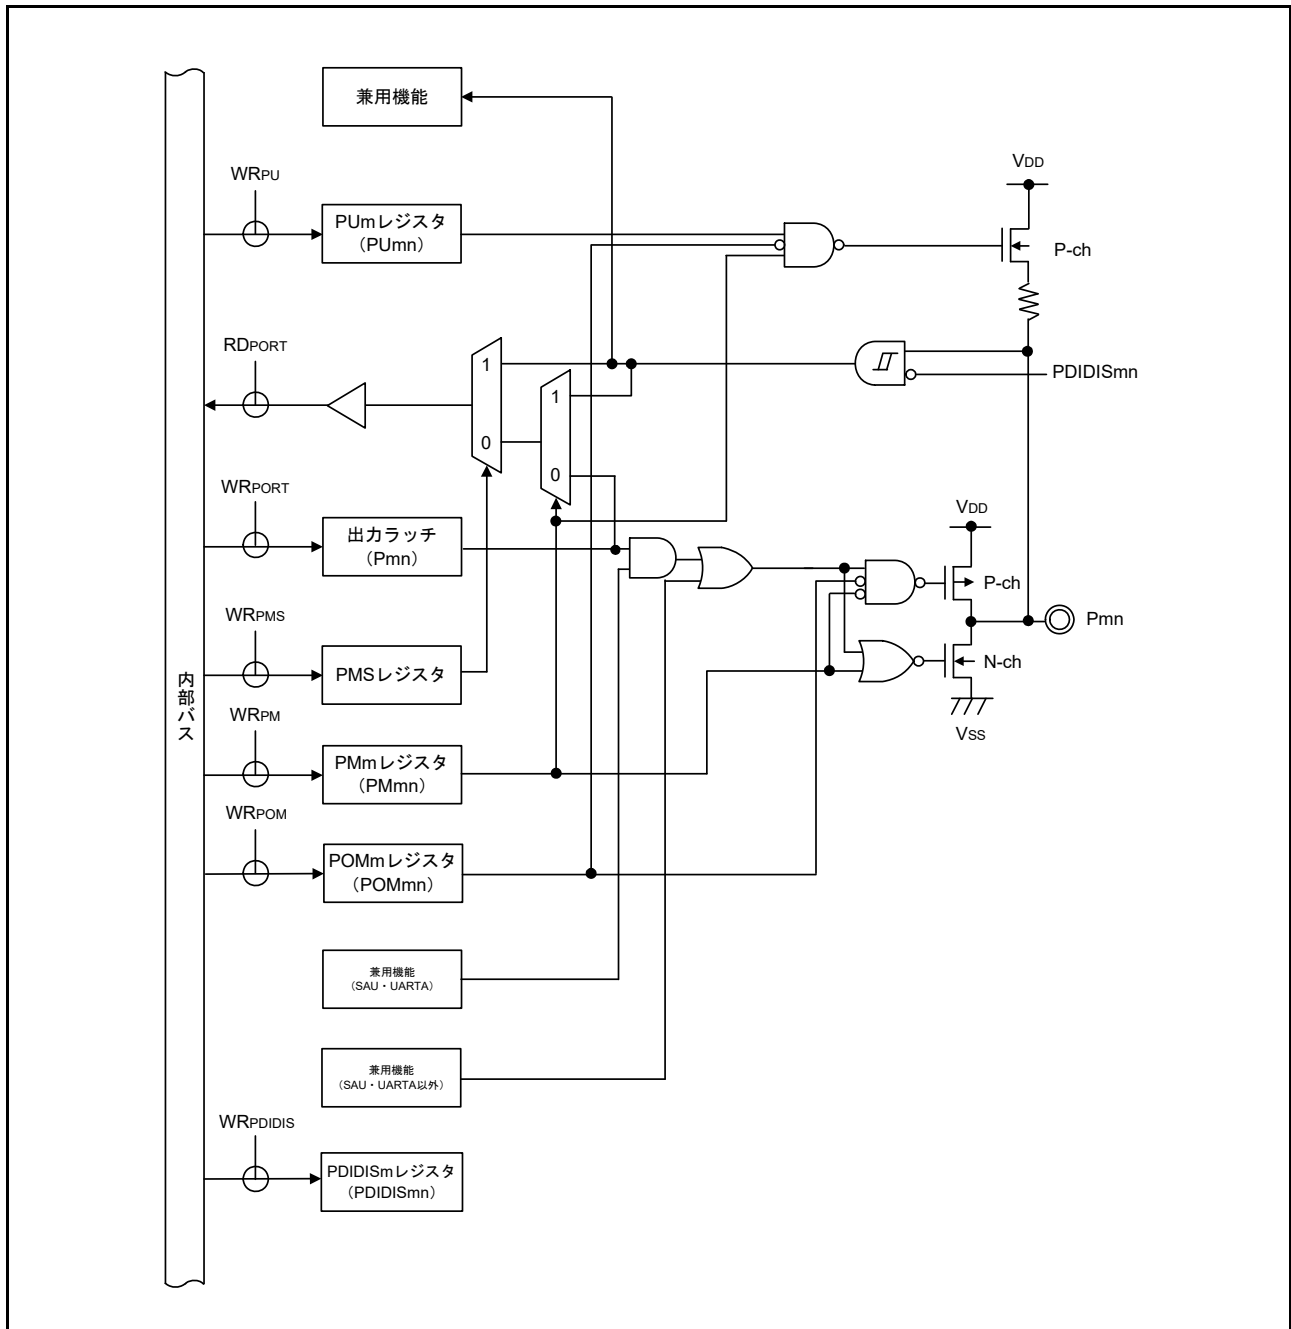 兼用機能
WRPU
PUmレジスタ
(PUmn)
VDD
P-ch
RDPORT
1
0
1
0
PDIDISmn
WRPORT
出力ラッチ
(Pmn)
VDD
P-ch
Pmn
N-ch
VSS
WRPMS
PMSレジスタ
内部バス
WRPM
PMmレジスタ
(PMmn)
WRPOM
POMmレジスタ
(POMmn)
兼用機能
(SAU・UARTA)
兼用機能
(SAU・UARTA以外)
WRPDIDIS
PDIDISmレジスタ
(PDIDISmn)